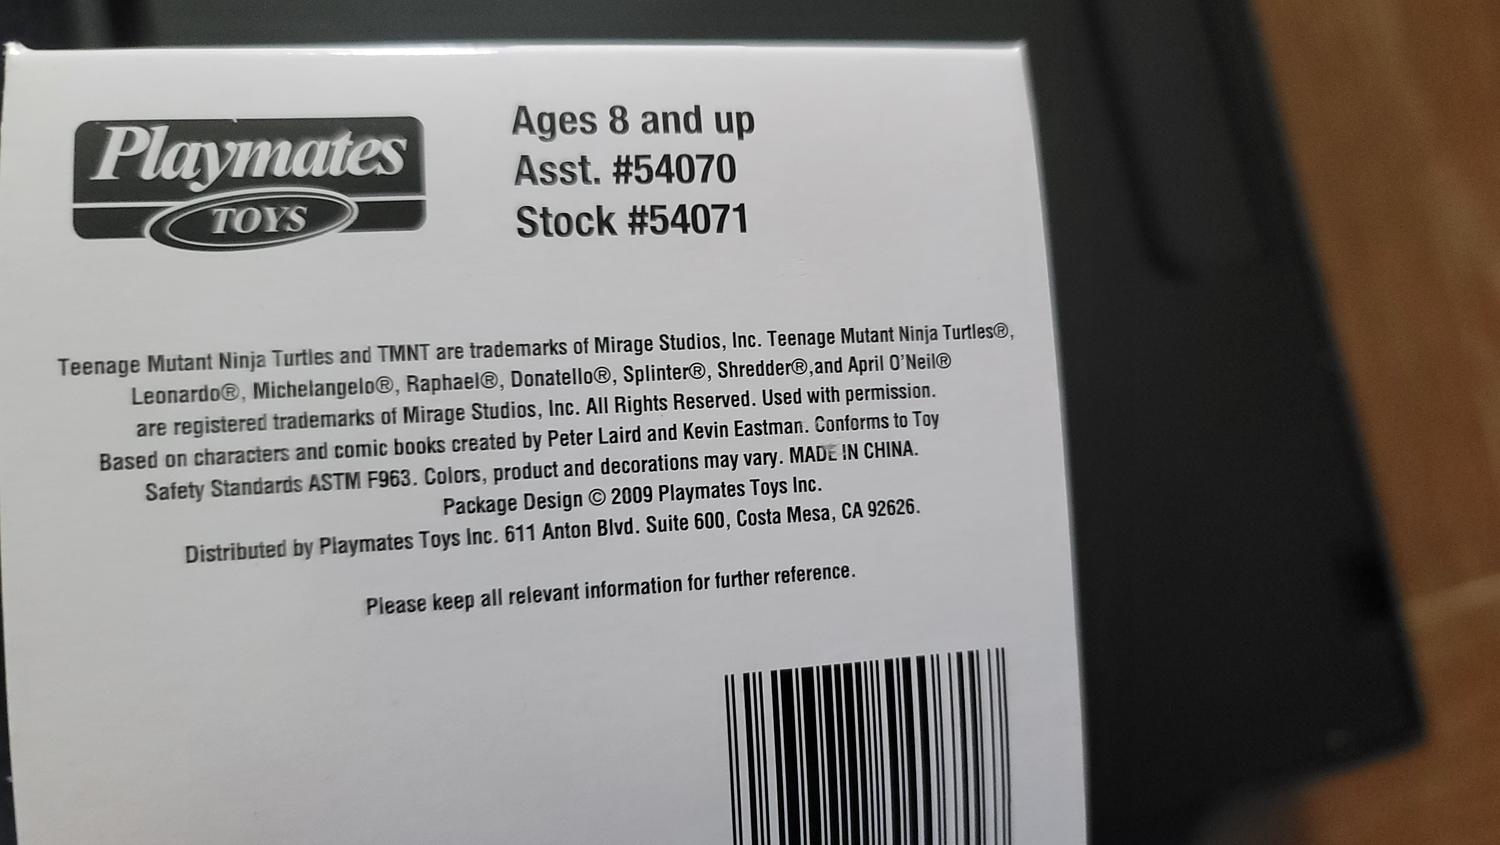 Playmates
TOYS
Ages 8 and up
Asst. #54070
Stock #54071
Teenage Mutant Ninja Turtles and TMNT are trademarks of Mirage Studios, Inc. Teenage Mutant Ninja Turtles®,
Leonardo®, Michelangelo®, Raphael®, Donatello®, Splinter®, Shredder®,and April O'Neil®
are registered trademarks of Mirage Studios, Inc. All Rights Reserved. Used with permission.
Based on characters and comic books created by Peter Laird and Kevin Eastman. Conforms to Toy
Safety Standards ASTM F963. Colors, product and decorations may vary. MADE IN CHINA.
Package Design © 2009 Playmates Toys Inc.
Distributed by Playmates Toys Inc. 611 Anton Blvd. Suite 600, Costa Mesa, CA 92626.
Please keep all relevant information for further reference.